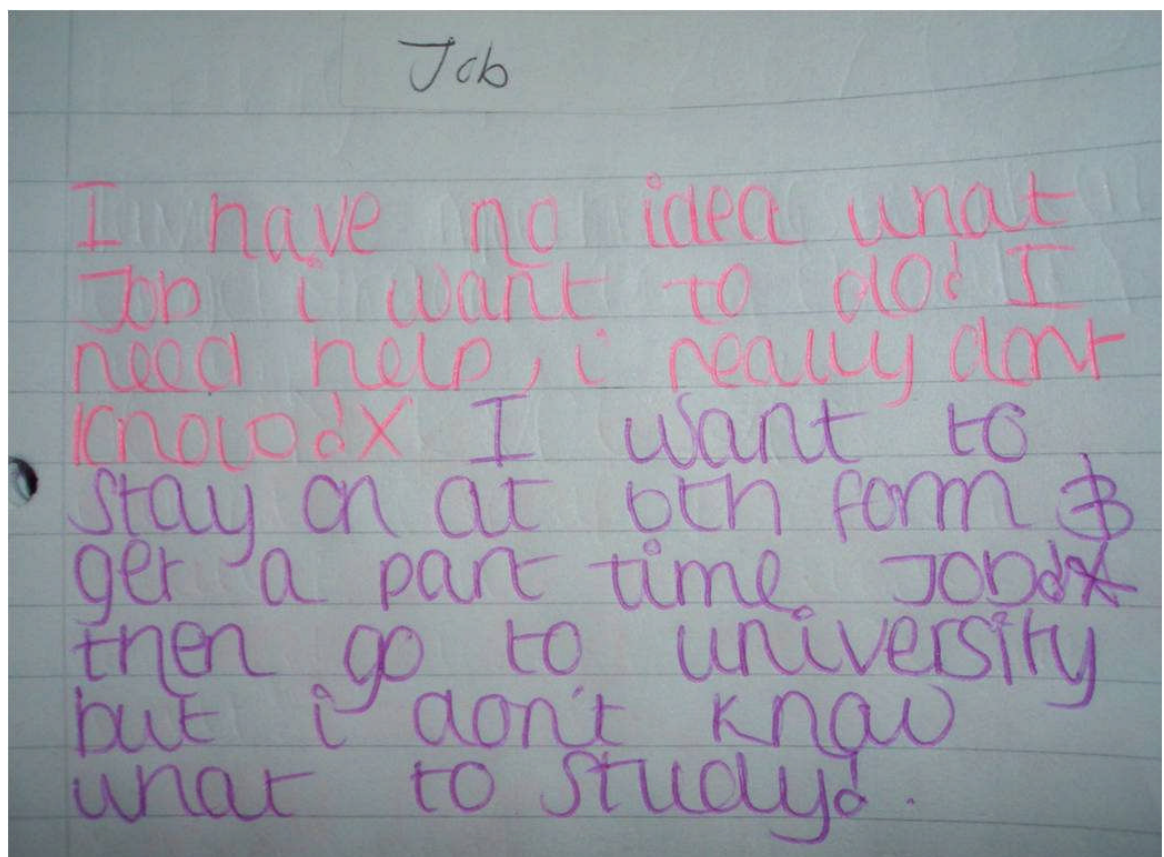 Job
I have no idea what
Job i want to do! I
need help, i really dont
know!X I want to
stay on at 6th form &
get a part time Job!X
then go to university
but i don't know
what to study!.